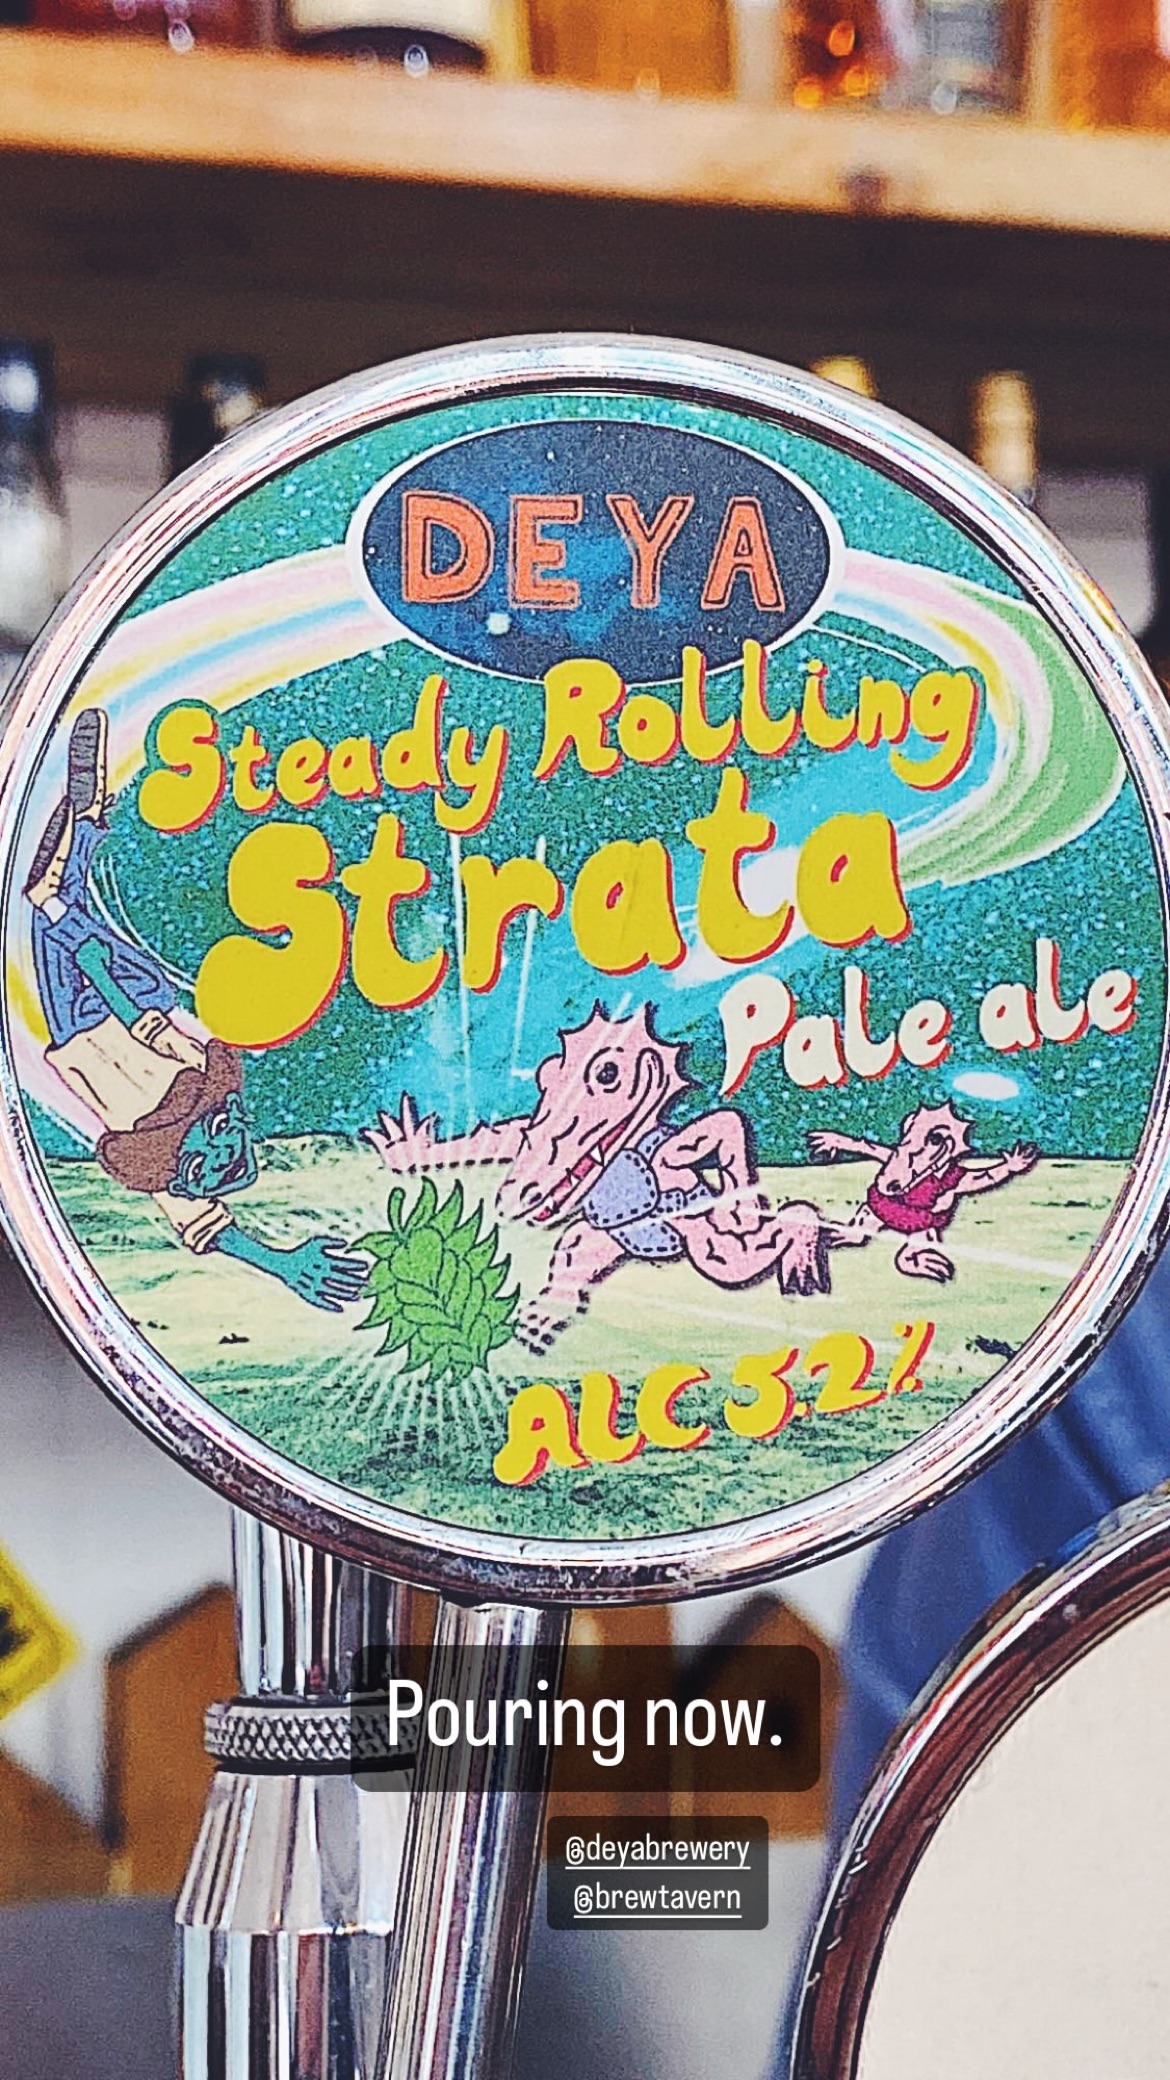 DEYA
Steady Rolling
Strata
Pale ale
ALC 5.2%
Pouring now.
@deyabrewery
@brewtavern